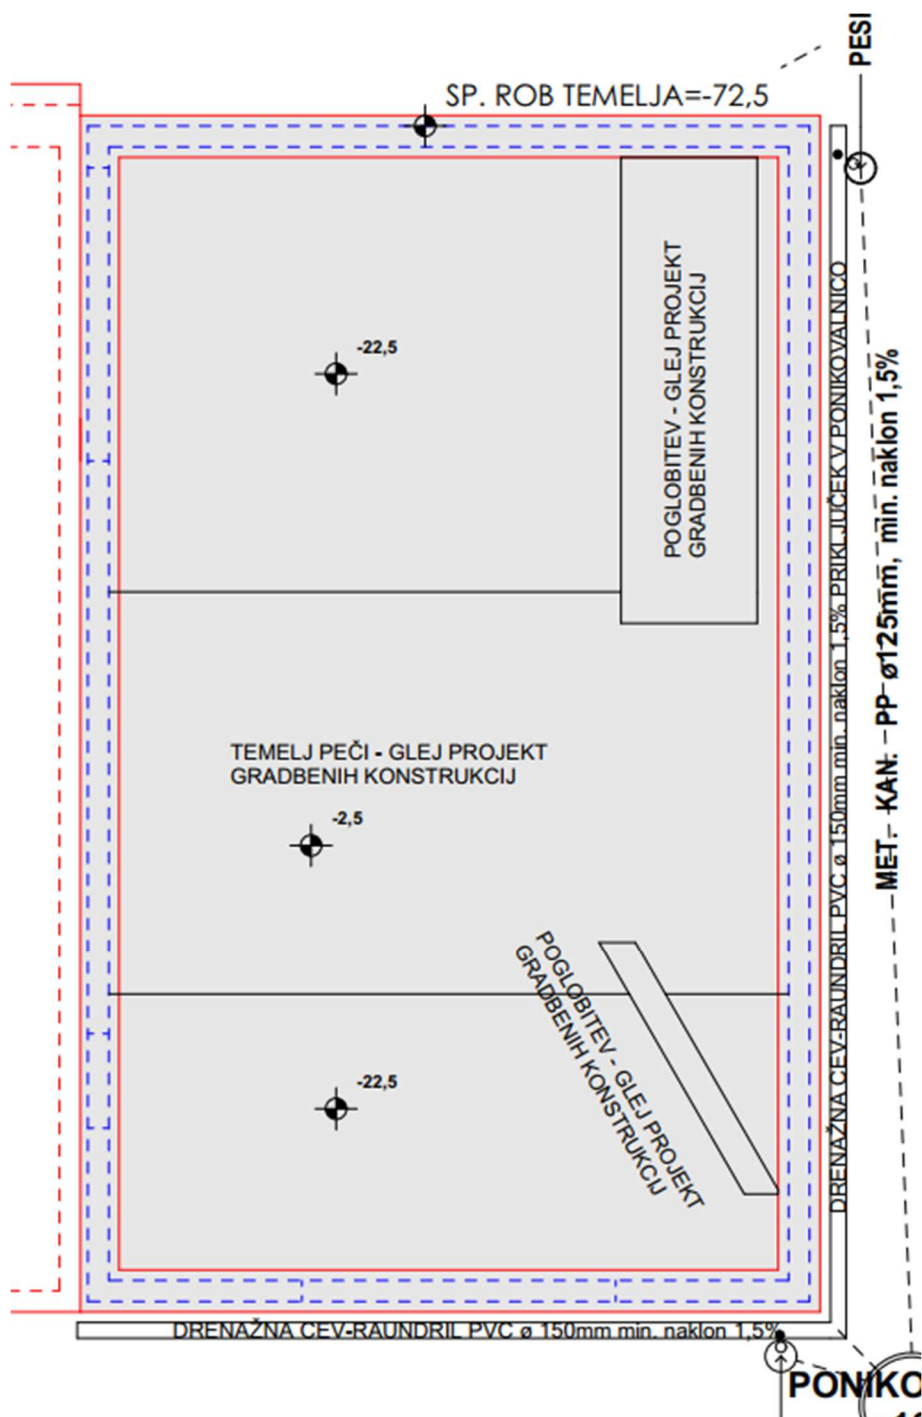 PESI
SP. ROB TEMELJA=-72,5
-22,5
POGLOBITEV - GLEJ PROJEKT
GRADBENIH KONSTRUKCIJ
DRENAŽNA CEV-RAUNDRIL PVC ø 150mm min. naklon 1,5% PRIKLJUČEK V PONIKOVALNICO
MET. KAN. PP ø125mm, min. naklon 1,5%
TEMELJ PEČI - GLEJ PROJEKT
GRADBENIH KONSTRUKCIJ
-2,5
POGLOBITEV - GLEJ PROJEKT
GRADBENIH KONSTRUKCIJ
-22,5
DRENAŽNA CEV-RAUNDRIL PVC ø 150mm min. naklon 1,5%
PONIKO